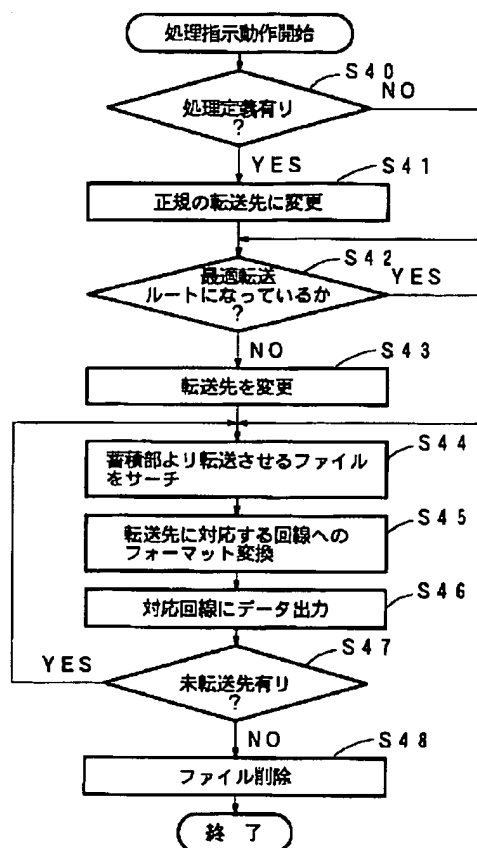 処理指示動作開始
S40
処理定義有り
?
NO
YES
S41
正規の転送先に変更
S42
最適転送
ルートになっているか
?
YES
NO
S43
転送先を変更
S44
蓄積部より転送させるファイル
をサーチ
S45
転送先に対応する回線への
フォーマット変換
S46
対応回線にデータ出力
S47
YES
未転送先有り
?
NO
S48
ファイル削除
終了